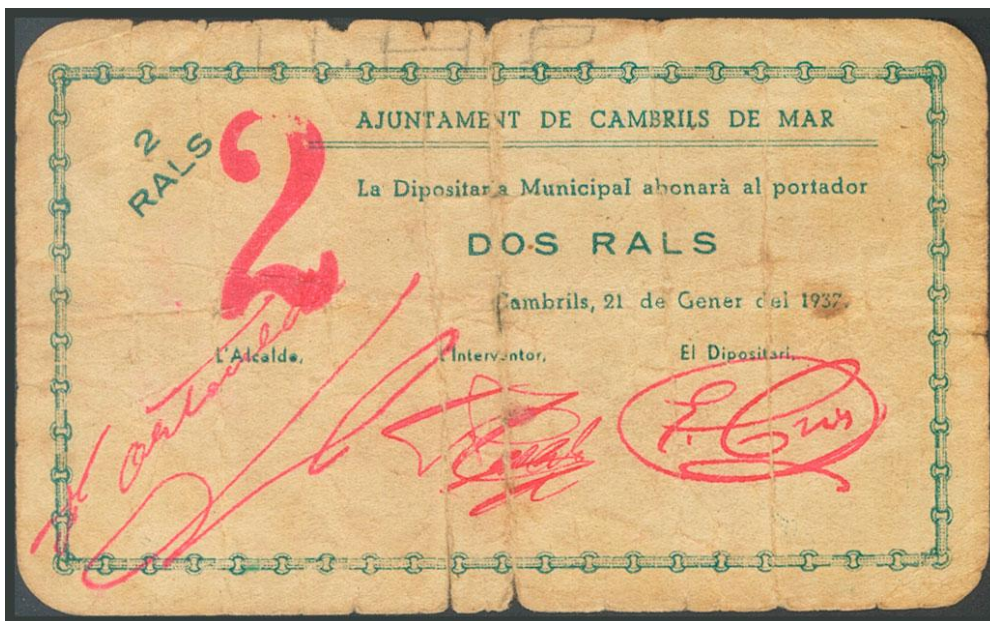 U.H.P.
AJUNTAMENT DE CAMBRILS DE MAR
2
RALS
2
La Dipositaria Municipal abonarà al portador
DOS RALS
Cambrils, 21 de Gener del 1937.
L'Alcalde,
L'Interventor,
El Dipositari,